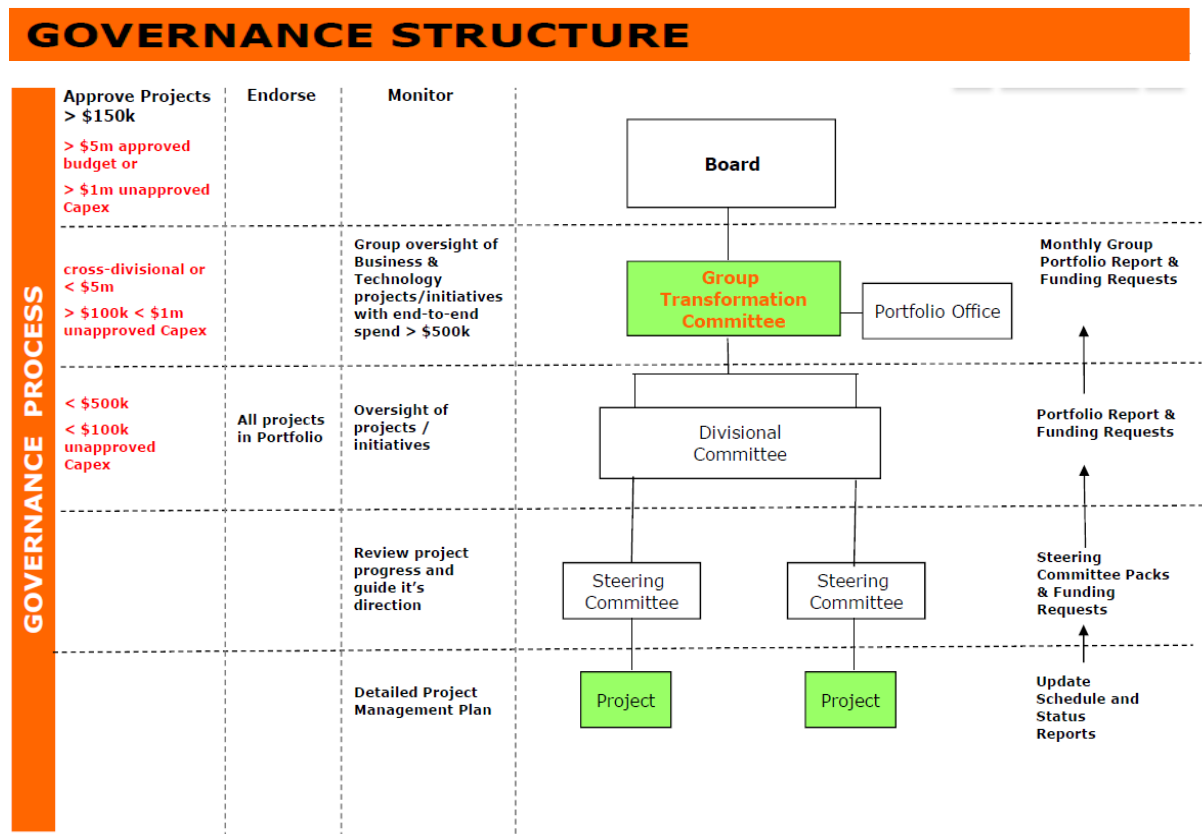 GOVERNANCE STRUCTURE
GOVERNANCE PROCESS
Approve Projects
> $150k
Endorse
Monitor
> $5m approved
budget or
> $1m unapproved
Capex
Board
cross-divisional or
< $5m
> $100k < $1m
unapproved Capex
Group oversight of
Business &
Technology
projects/initiatives
with end-to-end
spend > $500k
Group
Transformation
Committee
Portfolio Office
Monthly Group
Portfolio Report &
Funding Requests
< $500k
< $100k
unapproved
Capex
All projects
in Portfolio
Oversight of
projects /
initiatives
Divisional
Committee
Portfolio Report &
Funding Requests
Review project
progress and
guide it's
direction
Steering
Committee
Steering
Committee
Steering
Committee Packs
& Funding
Requests
Detailed Project
Management Plan
Project
Project
Update
Schedule and
Status
Reports